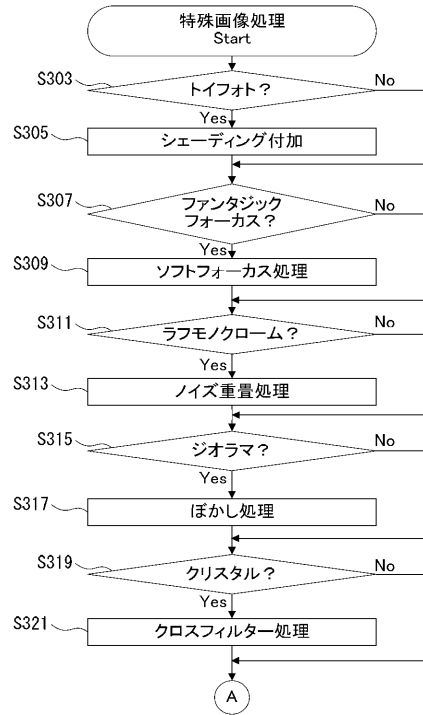 特殊画像処理
Start
S303
トイフォト?
No
Yes
S305
シェーディング付加
S307
ファンタジック
フォーカス?
No
Yes
S309
ソフトフォーカス処理
S311
ラフモノクローム?
No
Yes
S313
ノイズ重畳処理
S315
ジオラマ?
No
Yes
S317
ぼかし処理
S319
クリスタル?
No
Yes
S321
クロスフィルター処理
A